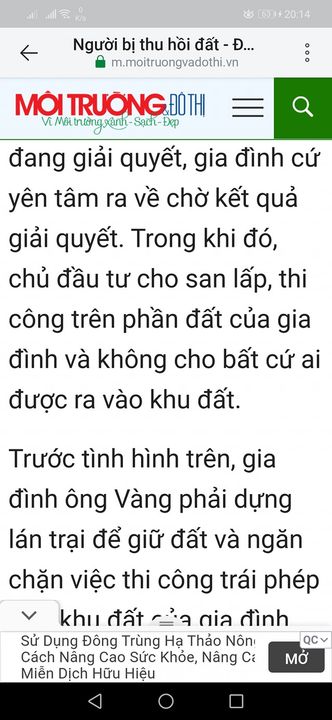 0
K/s
63
20:14
Người bị thu hồi đất - Đ...
m.moitruongvadothi.vn
MÔI TRƯỜNG &ĐÔ THỊ
Vì Môi trường Xanh - Sạch - Đẹp
đang giải quyết, gia đình cứ
yên tâm ra về chờ kết quả
giải quyết. Trong khi đó,
chủ đầu tư cho san lấp, thi
công trên phần đất của gia
đình và không cho bất cứ ai
được ra vào khu đất.
Trước tình hình trên, gia
đình ông Vàng phải dựng
lán trại để giữ đất và ngăn
chặn việc thi công trái phép
khu đất của gia đình
QC
Sử Dụng Đông Trùng Hạ Thảo Nông
Cách Nâng Cao Sức Khỏe, Nâng Ca
Miễn Dịch Hữu Hiệu
MỞ